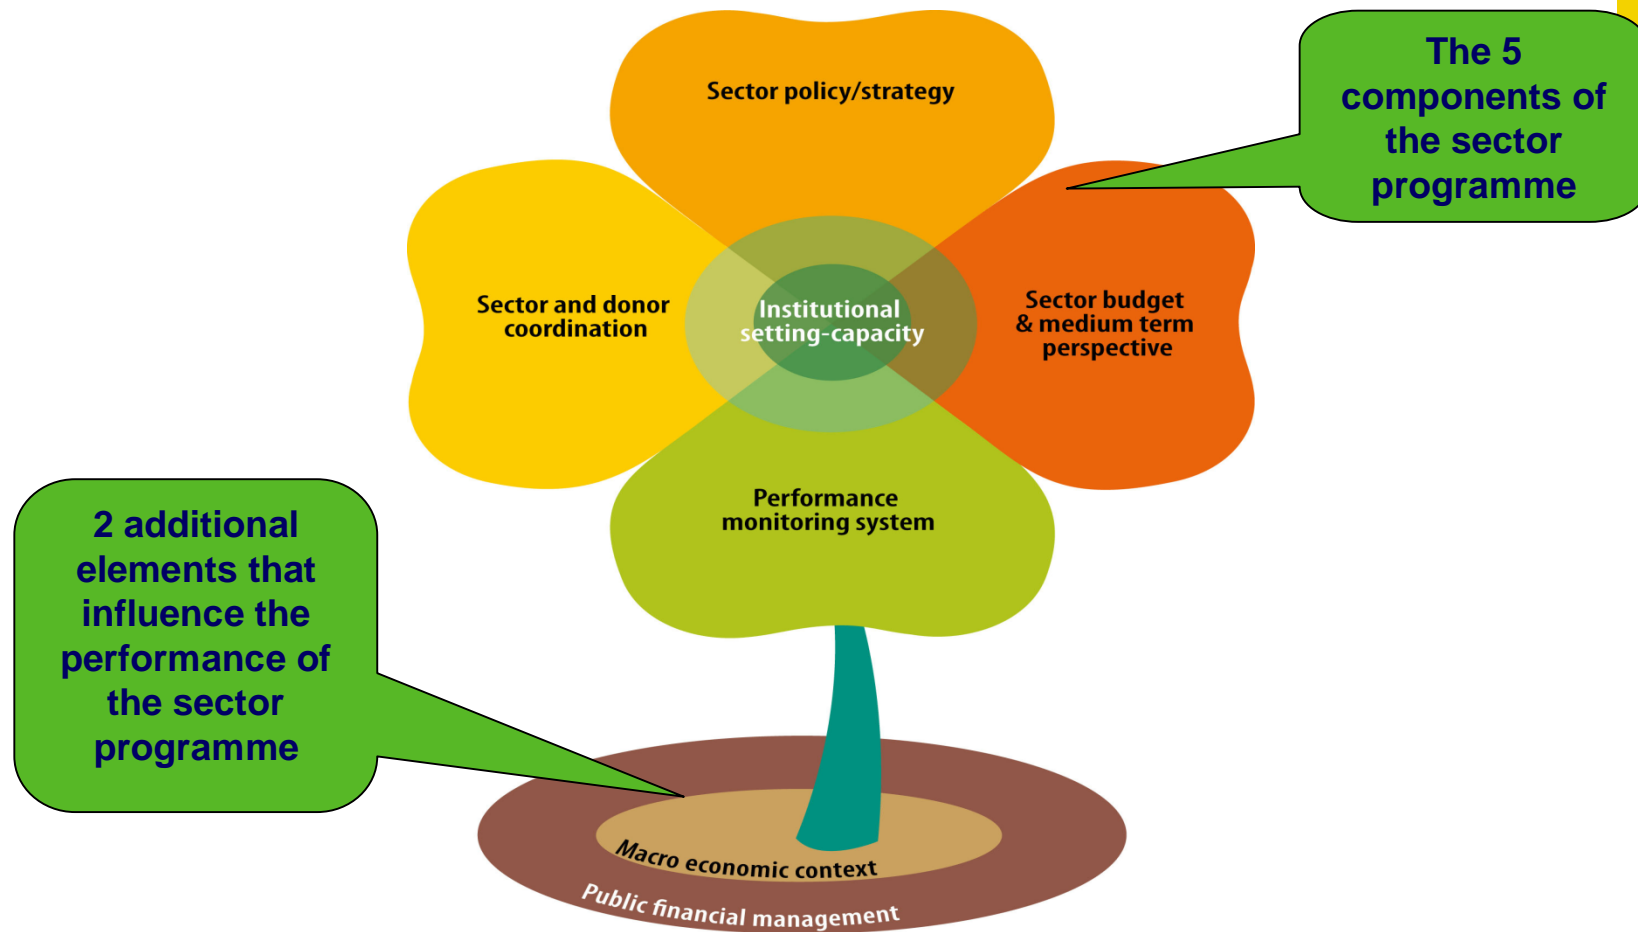 The 5
components of
the sector
programme
Sector policy/strategy
Sector and donor
coordination
Institutional
setting-capacity
Sector budget
& medium term
perspective
Performance
monitoring system
2 additional
elements that
influence the
performance of
the sector
programme
Macro economic context
Public financial management